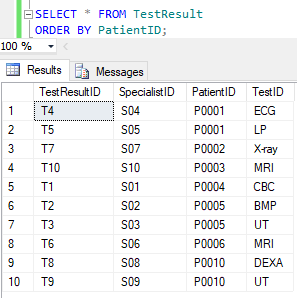 SELECT * FROM TestResult
ORDER BY PatientID;
100 %
Results Messages
TestResultID SpecialistID PatientID TestID
1 T4 S04 P0001 ECG
2 T5 S05 P0001 LP
3 T7 S07 P0002 X-ray
4 T10 S10 P0003 MRI
5 T1 S01 P0004 CBC
6 T2 S02 P0005 BMP
7 T3 S03 P0005 UT
8 T6 S06 P0006 MRI
9 T8 S08 P0010 DEXA
10 T9 S09 P0010 UT